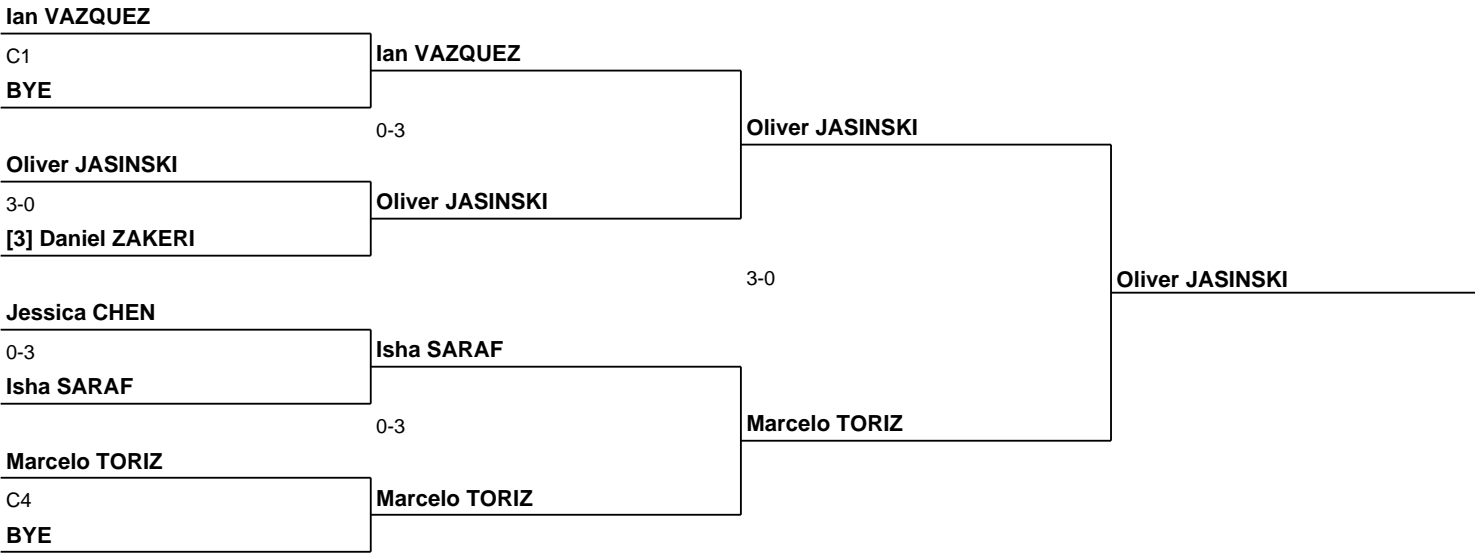 Ian VAZQUEZ
C1
Ian VAZQUEZ
BYE
0-3
Oliver JASINSKI
Oliver JASINSKI
3-0
Oliver JASINSKI
[3] Daniel ZAKERI
3-0
Oliver JASINSKI
Jessica CHEN
0-3
Isha SARAF
Isha SARAF
0-3
Marcelo TORIZ
Marcelo TORIZ
C4
Marcelo TORIZ
BYE